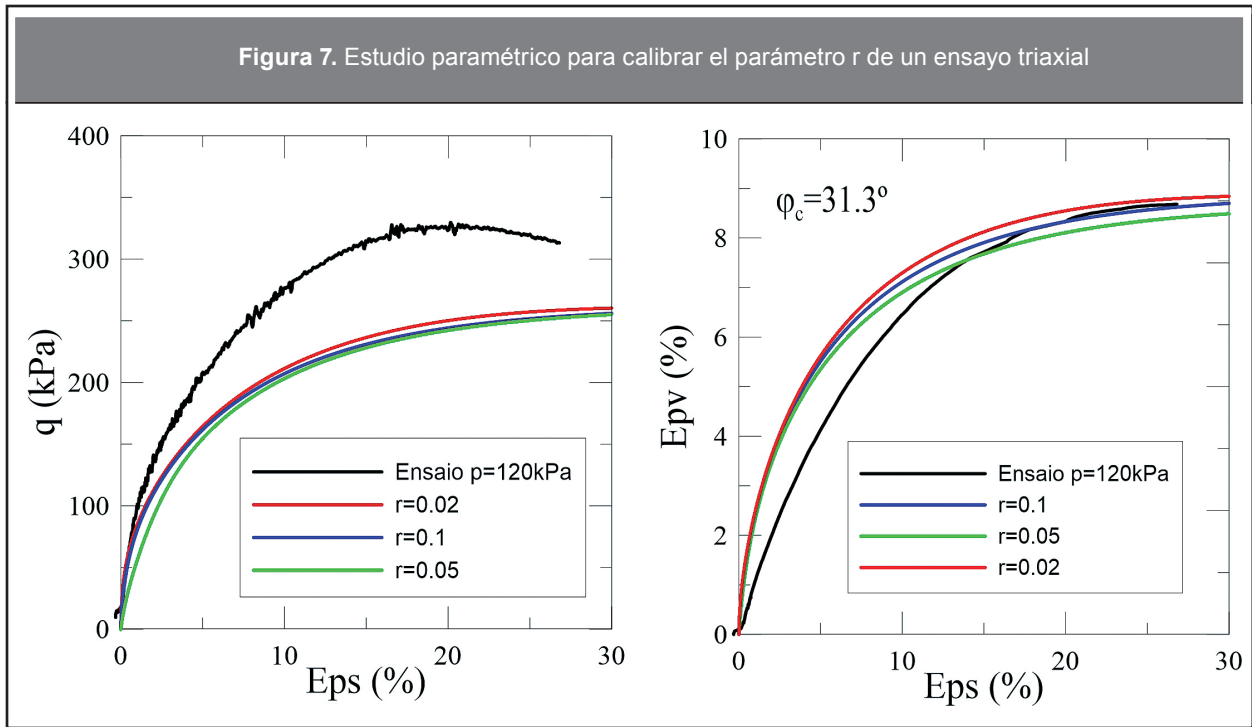 Figura 7. Estudio paramétrico para calibrar el parámetro r de un ensayo triaxial
400
300
200
100
0
q (kPa)
0
10
20
30
Eps (%)
Ensaio p=120kPa
r=0.02
r=0.1
r=0.05
10
8
6
4
2
0
Epv (%)
φc=31.3º
0
10
20
30
Eps (%)
Ensaio p=120kPa
r=0.1
r=0.05
r=0.02